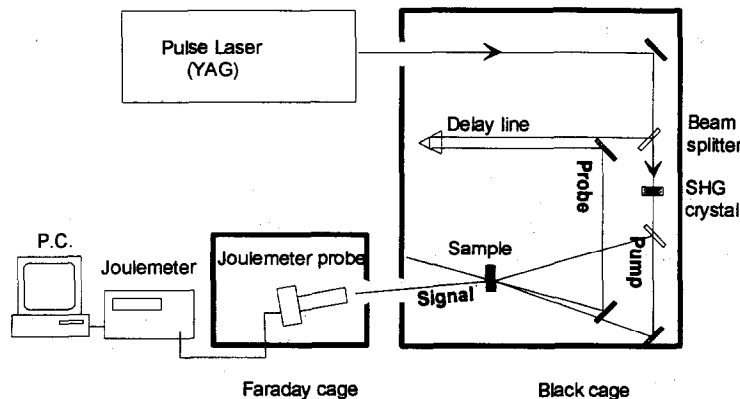 Pulse Laser
(YAG)
Delay line
Beam
splitter
Probe
SHG
crystal
P.C.
Joulemeter
Joulemeter probe
Sample
Pump
Signal
Faraday cage
Black cage